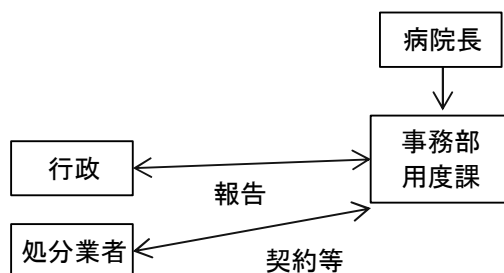 病院長
事務部
用度課
行政
報告
処分業者
契約等